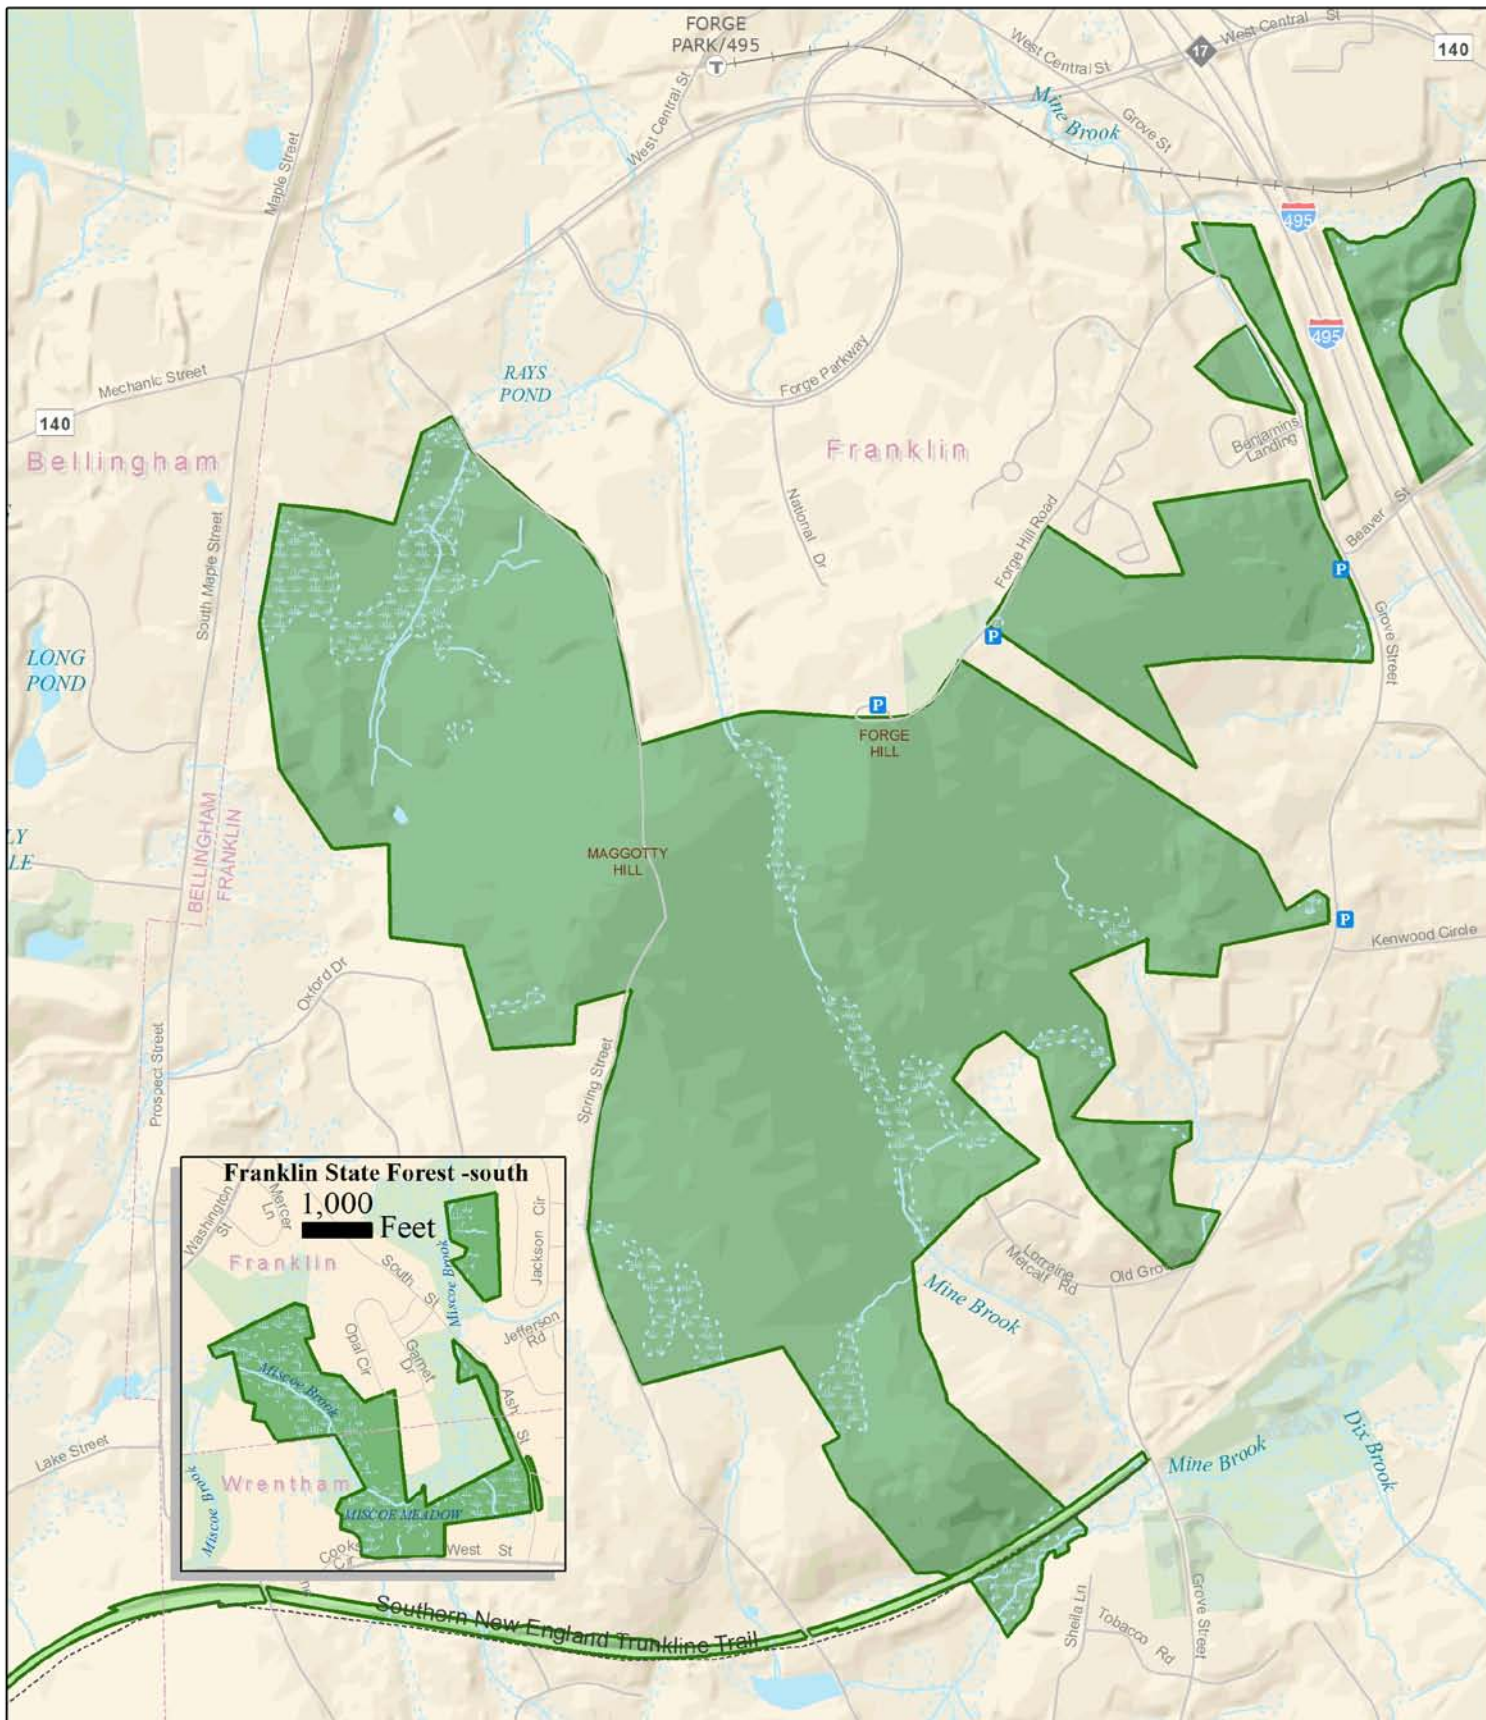 FORGE
PARK/495
T
West Central St
17
West Central St
140
Mine Brook
Grove St
West Central St
Maple Street
495
495
Mechanic Street
140
RAYS
POND
Forge Parkway
Bellingham
Franklin
Benjamins
Landing
National Dr
Beaver St
South Maple Street
Forge Hill Road
P
P
Grove Street
LONG
POND
P
FORGE
HILL
BELLINGHAM
FRANKLIN
LY
LE
MAGGOTTY
HILL
P
Kenwood Circle
Oxford Dr
Prospect Street
Spring Street
Franklin State Forest -south
1,000
Feet
Washington
St
Mercer
Ln
Franklin
South St
Miscoe Brook
Jackson Cir
Jefferson
Rd
Opal Cir
Garnet
Dr
Miscoe Brook
Ash St
Wrentham
Miscoe Brook
MISCOE MEADOW
Cooks
Cir
West St
Lorraine
Metcalf Rd
Old Gro
Mine Brook
Lake Street
Mine Brook
Dix Brook
Southern New England Trunkline Trail
Sheila Ln
Tobacco Rd
Grove Street